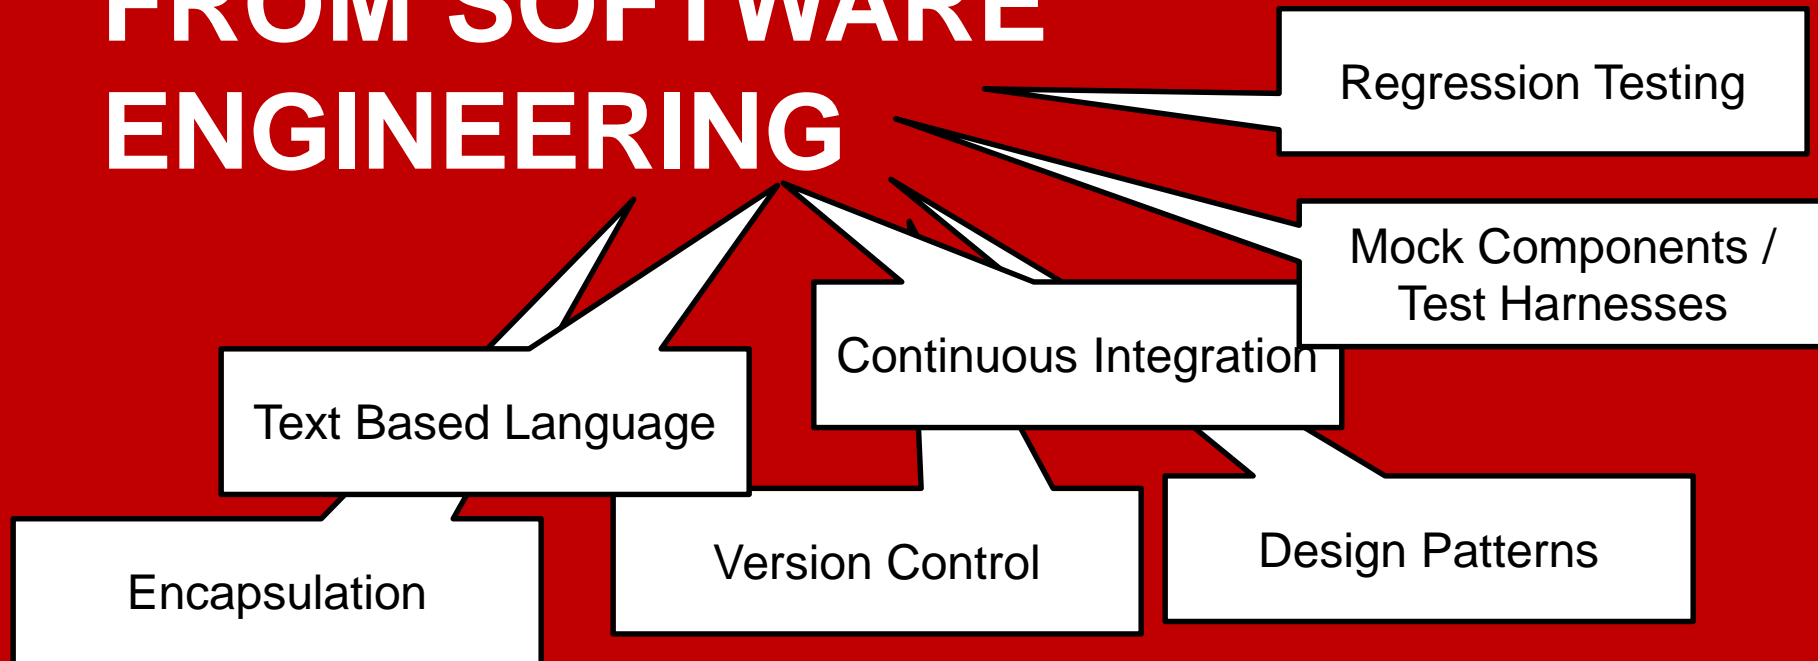 FROM SOFTWARE
ENGINEERING
Regression Testing
Mock Components /
Test Harnesses
Continuous Integration
Text Based Language
Design Patterns
Version Control
Encapsulation